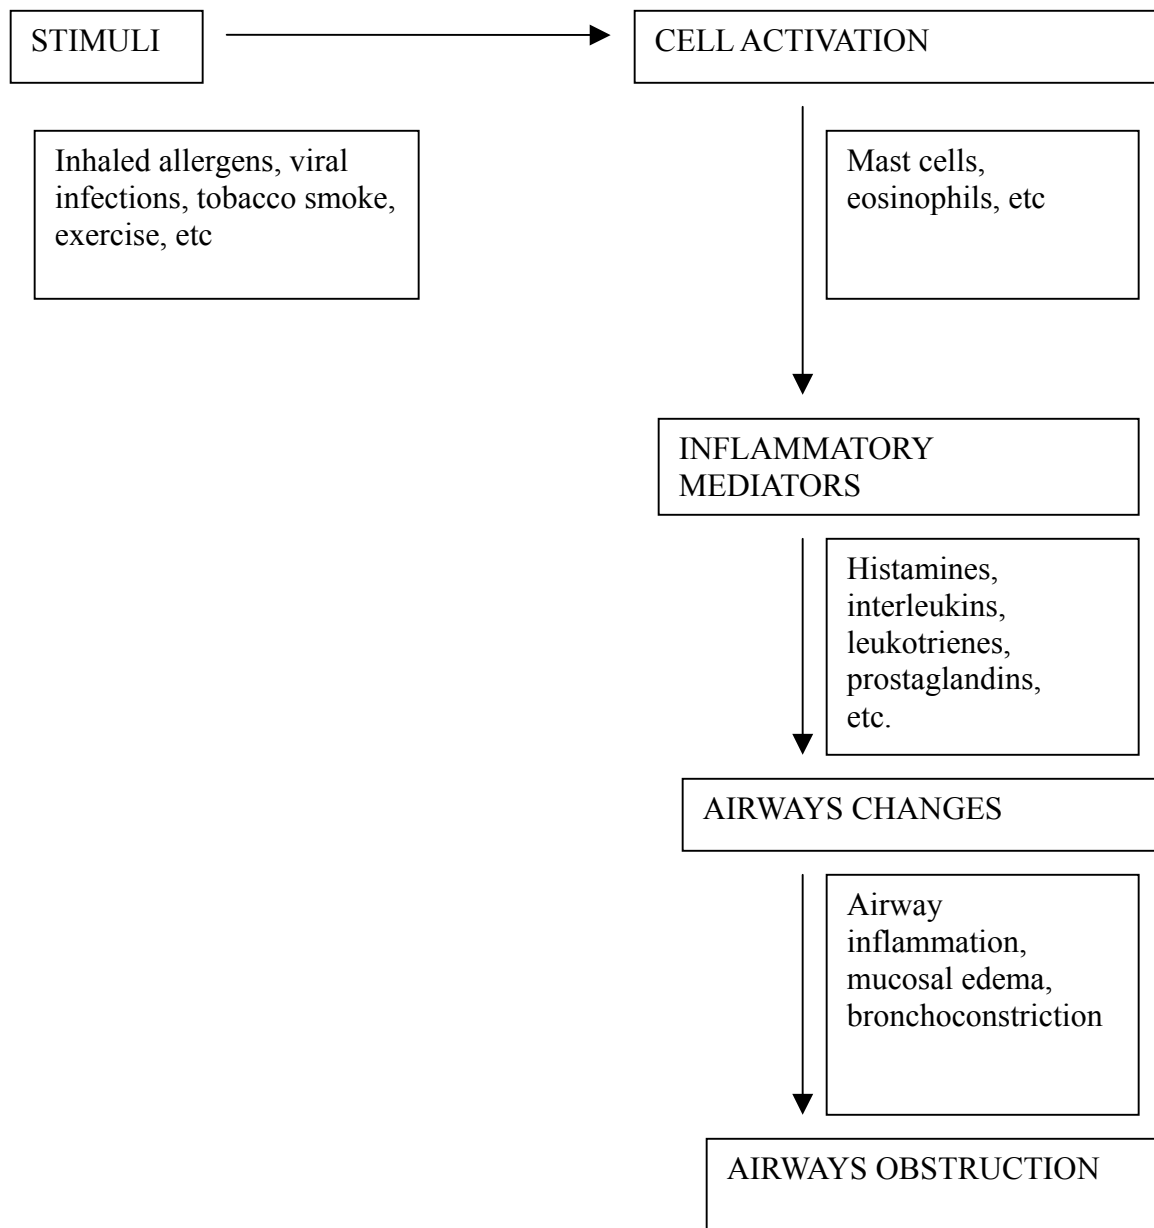 STIMULI
CELL ACTIVATION
Inhaled allergens, viral
infections, tobacco smoke,
exercise, etc
Mast cells,
eosinophils, etc
INFLAMMATORY
MEDIATORS
Histamines,
interleukins,
leukotrienes,
prostaglandins,
etc.
AIRWAYS CHANGES
Airway
inflammation,
mucosal edema,
bronchoconstriction
AIRWAYS OBSTRUCTION